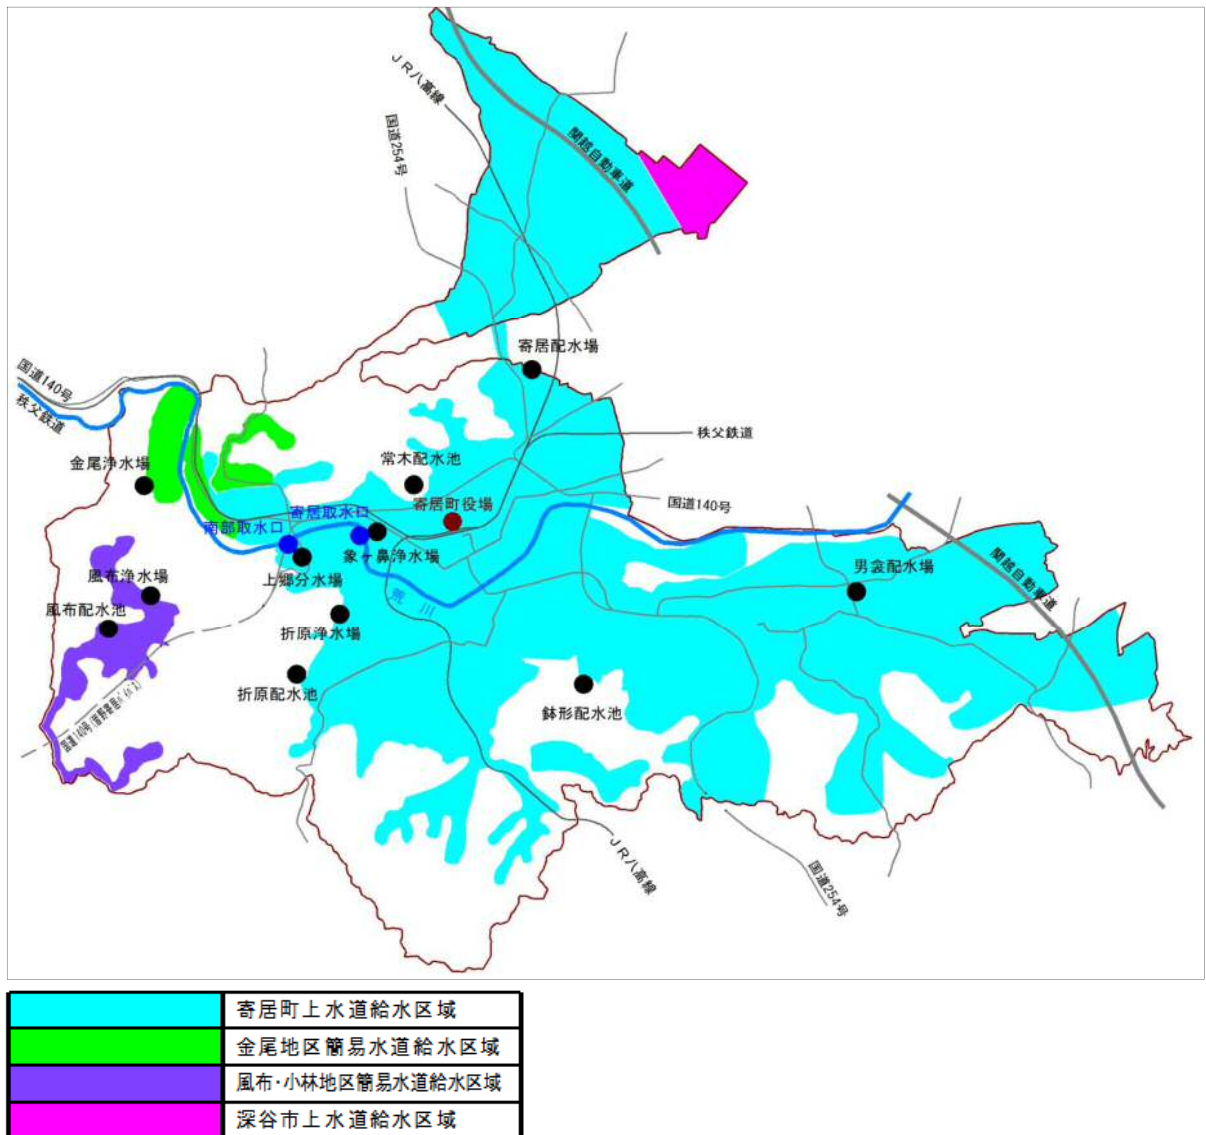 JR八高線
国道254号
関越自動車道
寄居配水場
国道140号
秩父鉄道
秩父鉄道
金尾浄水場
常木配水池
寄居町役場
国道140号
寄居取水口
南部取水口
象ヶ鼻浄水場
上郷分水場
男衾配水場
関越自動車道
風布浄水場
荒川
風布配水池
折原浄水場
折原配水池
鉢形配水池
JR八高線
国道254号
寄居町上水道給水区域
金尾地区簡易水道給水区域
風布・小林地区簡易水道給水区域
深谷市上水道給水区域